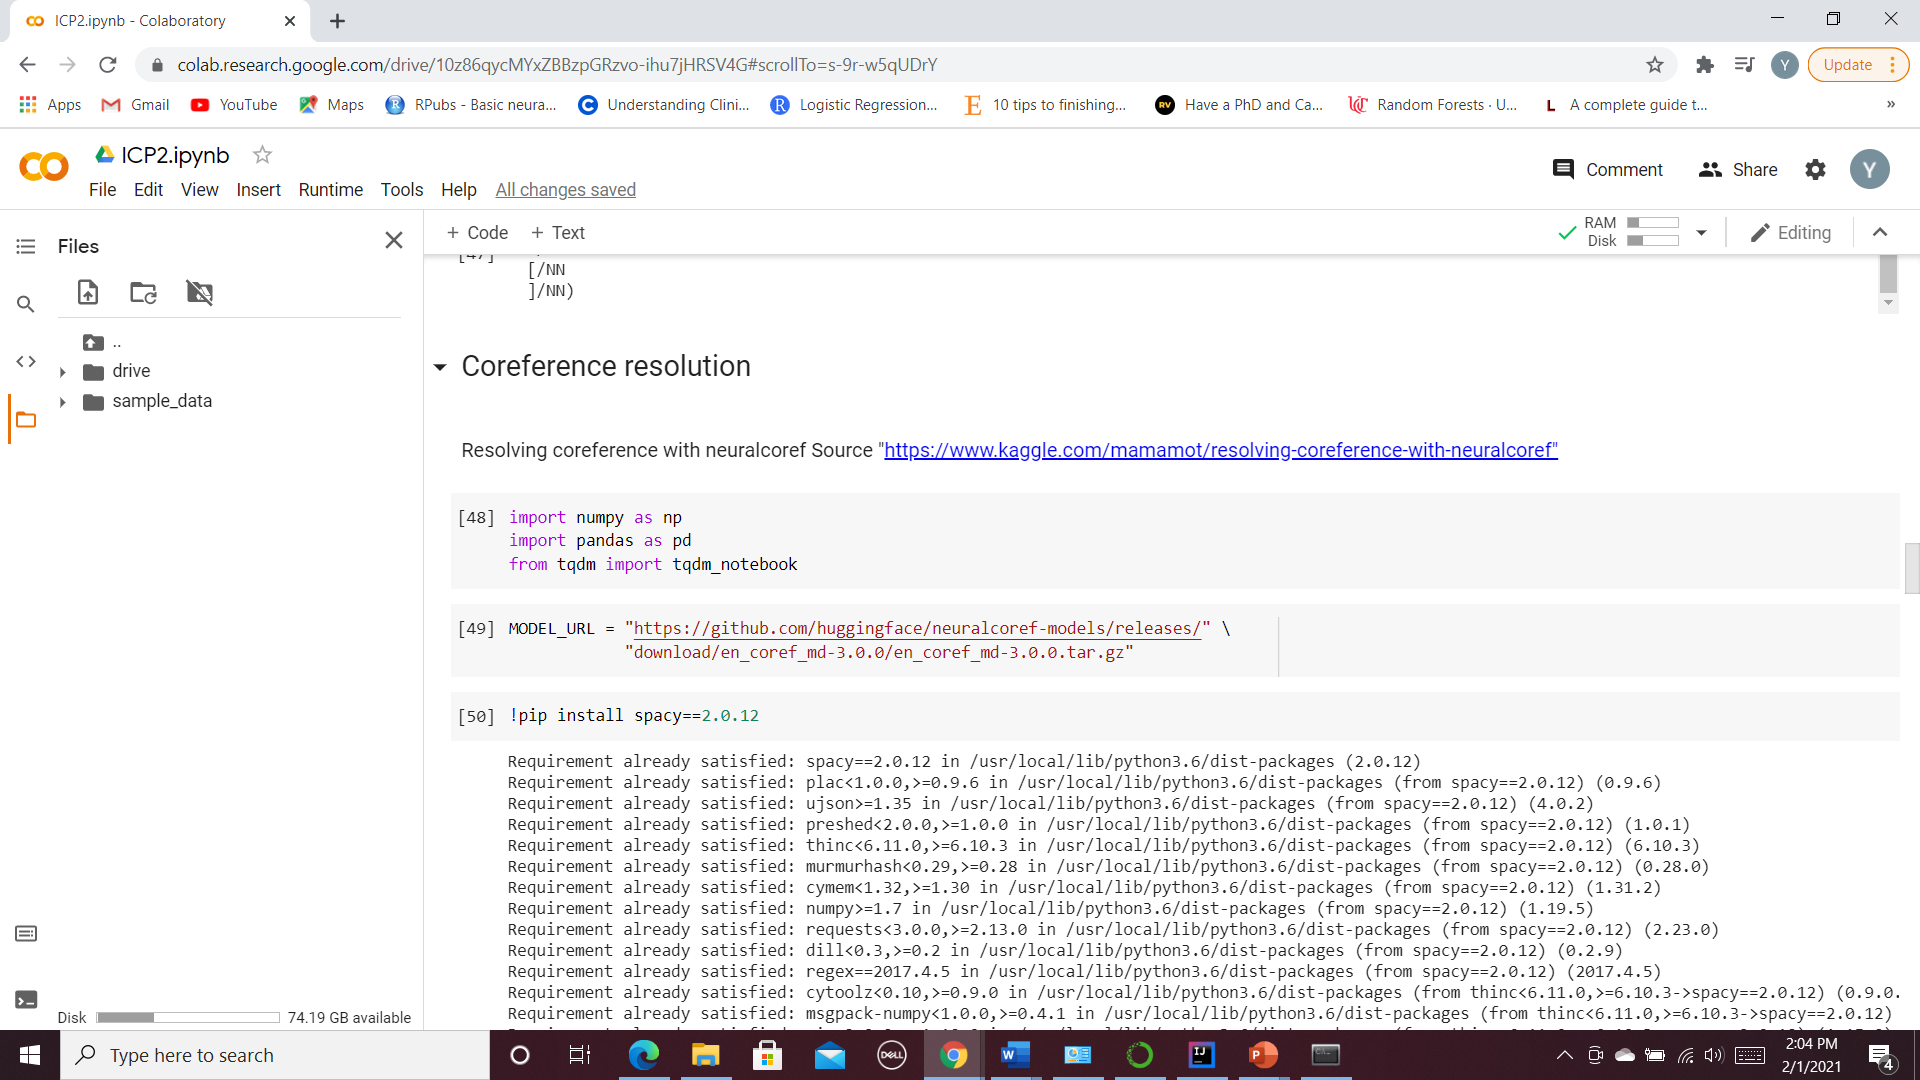 ICP2.ipynb - Colaboratory
colab.research.google.com/drive/10z86qycMYxZBBzpGRzvo-ihu7jHRSV4G#scrollTo=s-9r-w5qUDrY
Y
Update
Apps
Gmail
YouTube
Maps
RPubs - Basic neura...
Understanding Clini...
Logistic Regression...
10 tips to finishing...
Have a PhD and Ca...
Random Forests · U...
A complete guide t...
»
ICP2.ipynb
File Edit View Insert Runtime Tools Help All changes saved
Comment
Share
Y
Files
+ Code + Text
RAM
Disk
Editing
..
drive
sample_data
[47]
[/NN
]/NN)
Coreference resolution
Resolving coreference with neuralcoref Source "https://www.kaggle.com/mamamot/resolving-coreference-with-neuralcoref"
[48] import numpy as np
import pandas as pd
from tqdm import tqdm_notebook
[49] MODEL_URL = "https://github.com/huggingface/neuralcoref-models/releases/" \
"download/en_coref_md-3.0.0/en_coref_md-3.0.0.tar.gz"
[50] !pip install spacy==2.0.12
Requirement already satisfied: spacy==2.0.12 in /usr/local/lib/python3.6/dist-packages (2.0.12)
Requirement already satisfied: plac<1.0.0,>=0.9.6 in /usr/local/lib/python3.6/dist-packages (from spacy==2.0.12) (0.9.6)
Requirement already satisfied: ujson>=1.35 in /usr/local/lib/python3.6/dist-packages (from spacy==2.0.12) (4.0.2)
Requirement already satisfied: preshed<2.0.0,>=1.0.0 in /usr/local/lib/python3.6/dist-packages (from spacy==2.0.12) (1.0.1)
Requirement already satisfied: thinc<6.11.0,>=6.10.3 in /usr/local/lib/python3.6/dist-packages (from spacy==2.0.12) (6.10.3)
Requirement already satisfied: murmurhash<0.29,>=0.28 in /usr/local/lib/python3.6/dist-packages (from spacy==2.0.12) (0.28.0)
Requirement already satisfied: cymem<1.32,>=1.30 in /usr/local/lib/python3.6/dist-packages (from spacy==2.0.12) (1.31.2)
Requirement already satisfied: numpy>=1.7 in /usr/local/lib/python3.6/dist-packages (from spacy==2.0.12) (1.19.5)
Requirement already satisfied: requests<3.0.0,>=2.13.0 in /usr/local/lib/python3.6/dist-packages (from spacy==2.0.12) (2.23.0)
Requirement already satisfied: dill<0.3,>=0.2 in /usr/local/lib/python3.6/dist-packages (from spacy==2.0.12) (0.2.9)
Requirement already satisfied: regex==2017.4.5 in /usr/local/lib/python3.6/dist-packages (from spacy==2.0.12) (2017.4.5)
Requirement already satisfied: cytoolz<0.10,>=0.9.0 in /usr/local/lib/python3.6/dist-packages (from thinc<6.11.0,>=6.10.3->spacy==2.0.12) (0.9.0.
Requirement already satisfied: msgpack-numpy<1.0.0,>=0.4.1 in /usr/local/lib/python3.6/dist-packages (from thinc<6.11.0,>=6.10.3->spacy==2.0.12)
Disk 74.19 GB available
Type here to search
DELL
2:04 PM
2/1/2021
4